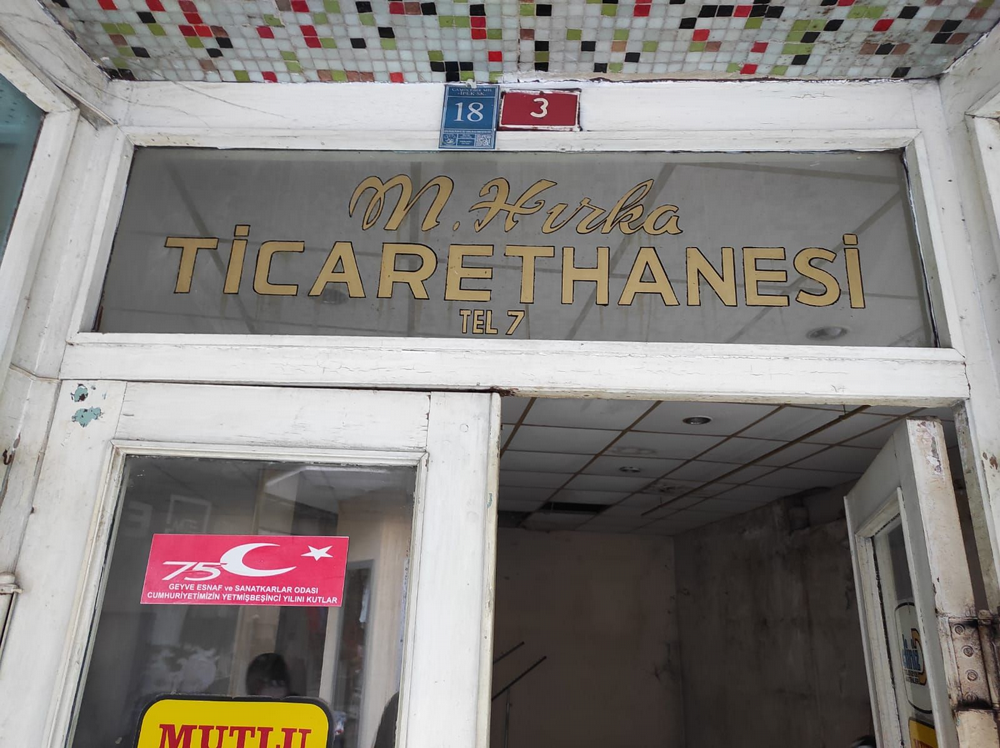 18
3
M. Hırka
TİCARETHANESİ
TEL 7
75
GEYVE ESNAF ve SANATKARLAR ODASI
CUMHURİYETİMİZİN YETMİŞBEŞİNCİ YILINI KUTLAR
MUTLU